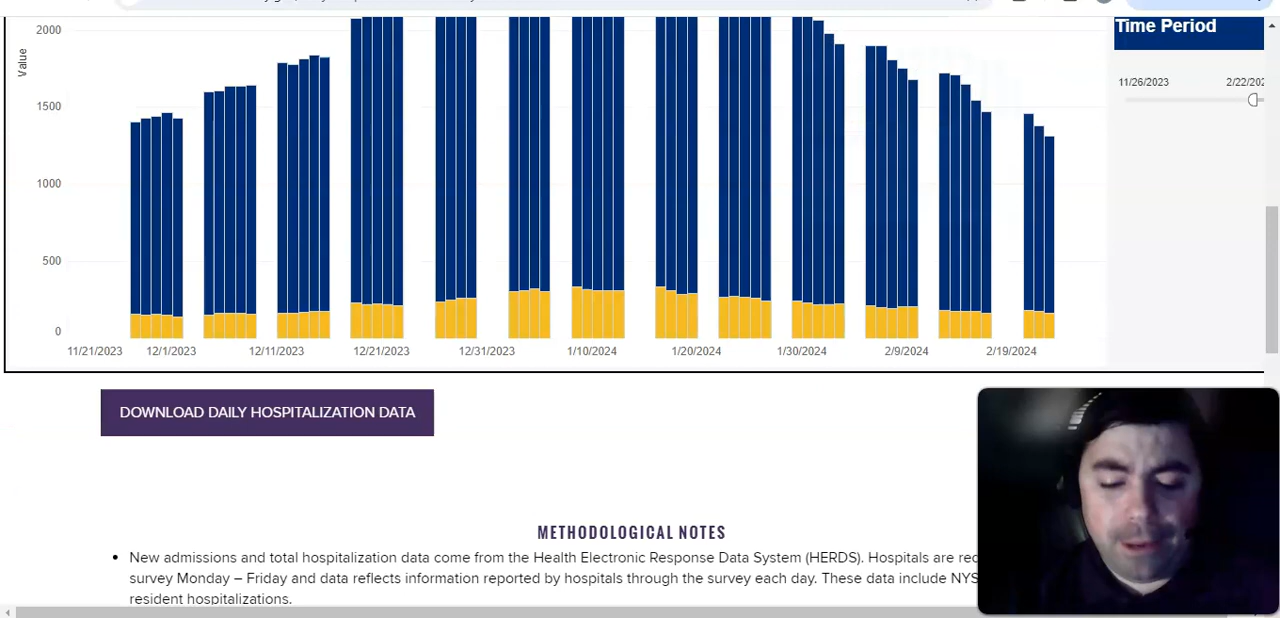 2000
Time Period
Value
11/26/2023
2/22/202
1500
1000
500
0
11/21/2023 12/1/2023 12/11/2023 12/21/2023 12/31/2023 1/10/2024 1/20/2024 1/30/2024 2/9/2024 2/19/2024
DOWNLOAD DAILY HOSPITALIZATION DATA
METHODOLOGICAL NOTES
• New admissions and total hospitalization data come from the Health Electronic Response Data System (HERDS). Hospitals are
survey Monday – Friday and data reflects information reported by hospitals through the survey each day. These data include NYS
resident hospitalizations.